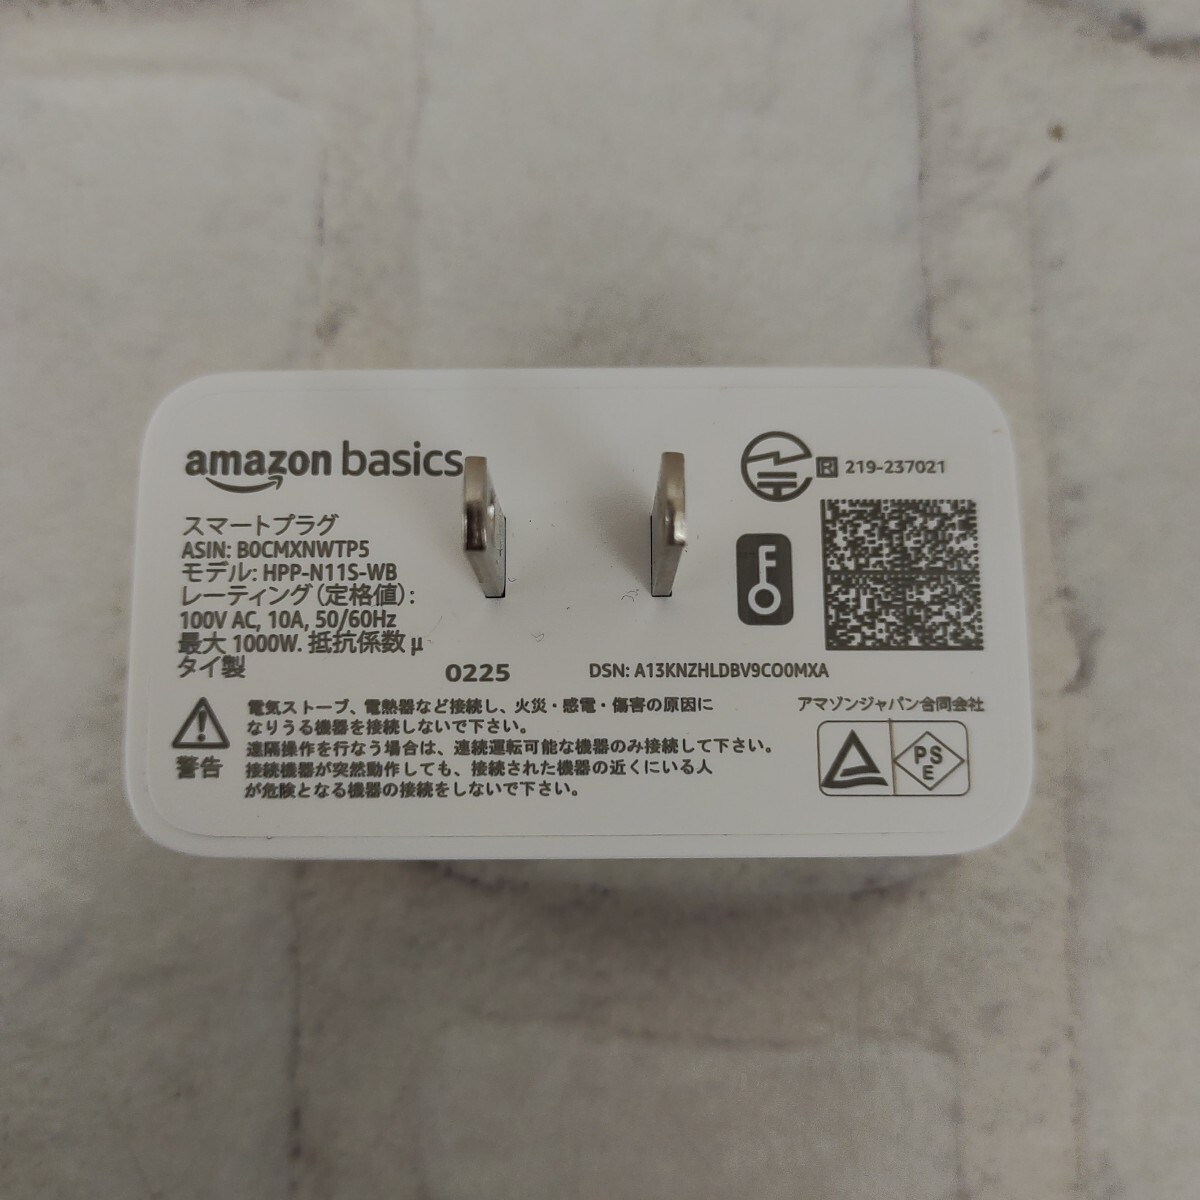 amazon basics
スマートプラグ
ASIN: B0CMXNWTP5
モデル: HPP-N11S-WB
レーティング (定格値) :
100V AC, 10A, 50/60Hz
最大 1000W. 抵抗係数 μ
タイ製
0225
DSN: A13KNZHLDBV9CO0MXA
R 219-237021
警告
電気ストーブ、電熱器など接続し、火災・感電・傷害の原因に
なりうる機器を接続しないで下さい。
遠隔操作を行なう場合は、連続運転可能な機器のみ接続して下さい。
接続機器が突然動作しても、接続された機器の近くにいる人
が危険となる機器の接続をしないで下さい。
アマゾンジャパン合同会社
PS
E